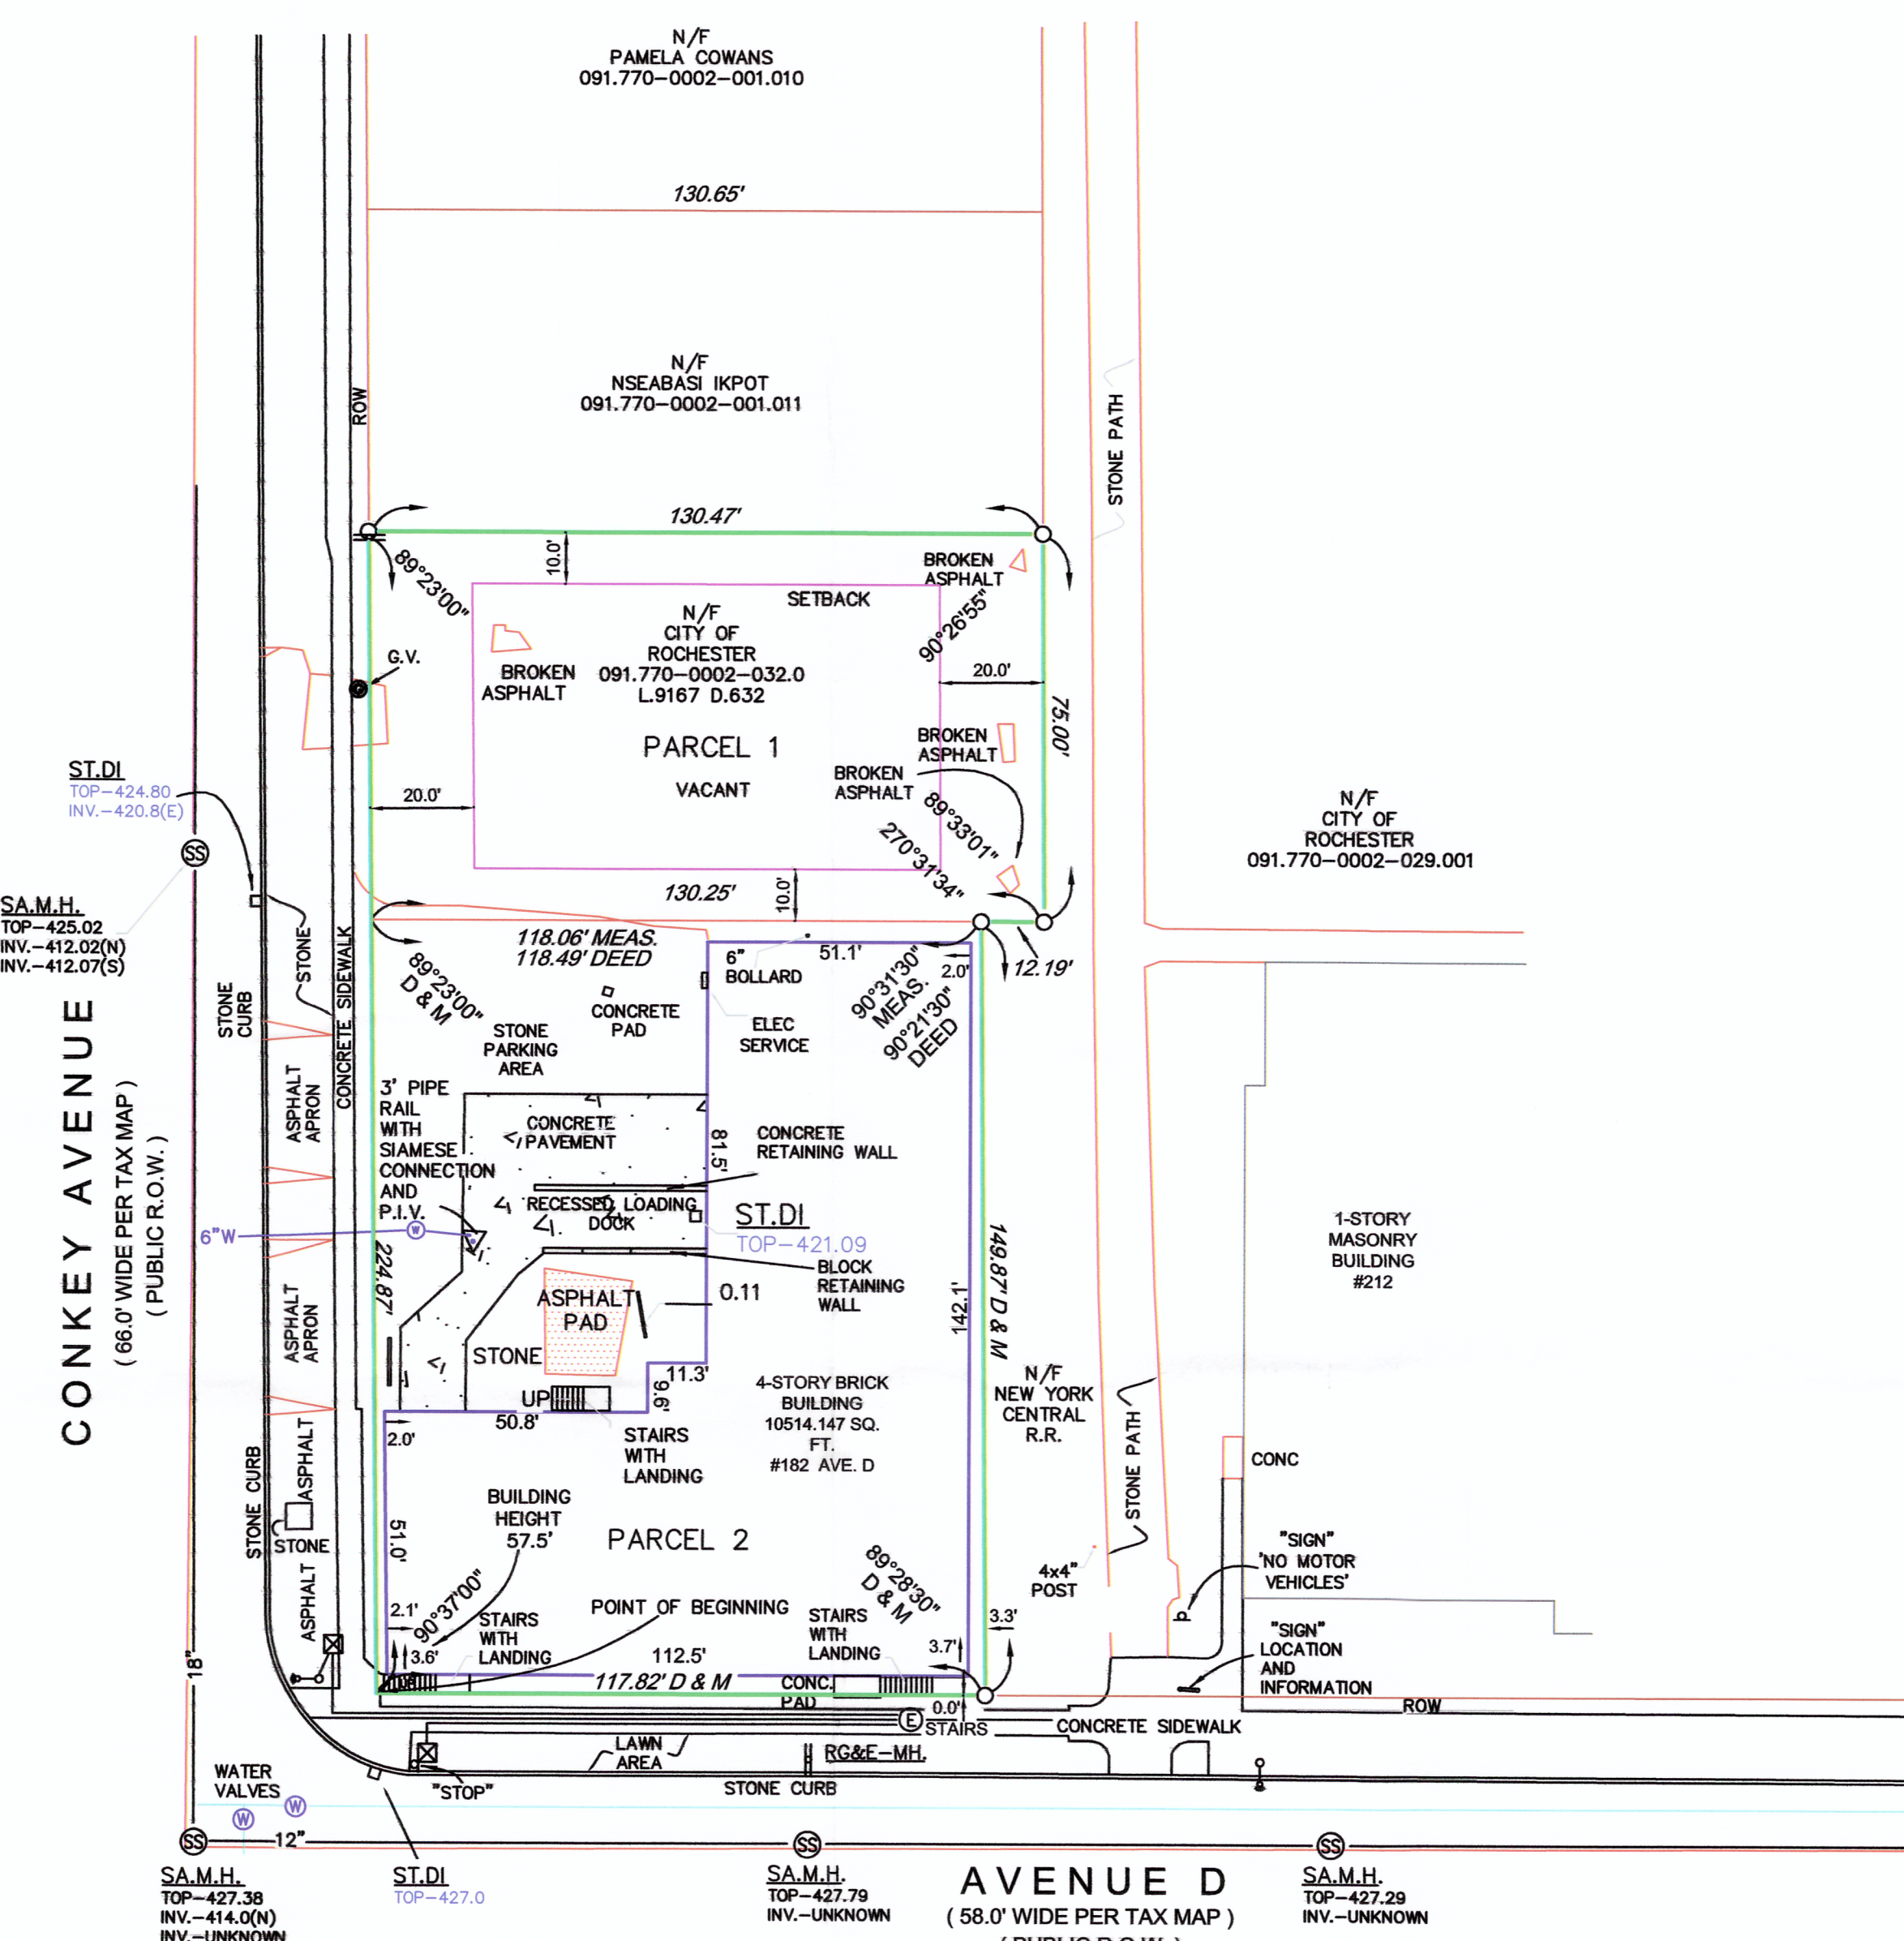 N/F
PAMELA COWANS
091.770-0002-001.010
130.65'
N/F
NSEABASI IKPOT
091.770-0002-001.011
ROW
STONE PATH
130.47'
10.0'
89°23'00"
BROKEN
ASPHALT
SETBACK
90°26'55"
N/F
CITY OF
ROCHESTER
091.770-0002-032.0
L.9167 D.632
G.V.
BROKEN
ASPHALT
20.0'
75.00'
PARCEL 1
VACANT
BROKEN
ASPHALT
BROKEN
ASPHALT
20.0'
89°33'01"
270°31'34"
ST.DI
TOP-424.80
INV.-420.8(E)
SS
SA.M.H.
TOP-425.02
INV.-412.02(N)
INV.-412.07(S)
N/F
CITY OF
ROCHESTER
091.770-0002-029.001
130.25'
10.0'
118.06' MEAS.
118.49' DEED
89°23'00"
D & M
6"
BOLLARD
51.1'
2.0'
12.19'
90°31'30"
MEAS.
90°21'30"
DEED
STONE
CONCRETE SIDEWALK
STONE
CURB
CONCRETE
PAD
STONE
PARKING
AREA
ELEC
SERVICE
CONKEY AVENUE
( 66.0' WIDE PER TAX MAP )
( PUBLIC R.O.W. )
ASPHALT
APRON
3' PIPE
RAIL
WITH
SIAMESE
CONNECTION
AND
P.I.V.
CONCRETE
PAVEMENT
81.5'
CONCRETE
RETAINING WALL
RECESSED LOADING
DOCK
ST.DI
TOP-421.09
6"W
W
224.87'
BLOCK
RETAINING
WALL
0.11
142.1'
149.87' D & M
1-STORY
MASONRY
BUILDING
#212
ASPHALT
APRON
ASPHALT
PAD
STONE
UP
11.3'
9.6'
50.8'
2.0'
4-STORY BRICK
BUILDING
10514.147 SQ.
FT.
#182 AVE. D
N/F
NEW YORK
CENTRAL
R.R.
STONE PATH
CONC
STAIRS
WITH
LANDING
STONE CURB
ASPHALT
STONE
ASPHALT
BUILDING
HEIGHT
57.5'
51.0'
PARCEL 2
89°28'30"
D & M
4x4"
POST
"SIGN"
'NO MOTOR
VEHICLES'
2.1'
90°37'00"
3.6'
STAIRS
WITH
LANDING
POINT OF BEGINNING
STAIRS
WITH
LANDING
3.3'
3.7'
112.5'
117.82' D & M
UP
CONC.
PAD
0.0'
"SIGN"
LOCATION
AND
INFORMATION
ROW
E
STAIRS
CONCRETE SIDEWALK
18"
LAWN
AREA
RG&E-MH.
"STOP"
STONE CURB
WATER
VALVES
W
W
SS
12"
SS
SS
SA.M.H.
TOP-427.38
INV.-414.0(N)
INV.-UNKNOWN
ST.DI
TOP-427.0
SA.M.H.
TOP-427.79
INV.-UNKNOWN
AVENUE D
( 58.0' WIDE PER TAX MAP )
( PUBLIC R.O.W. )
SA.M.H.
TOP-427.29
INV.-UNKNOWN